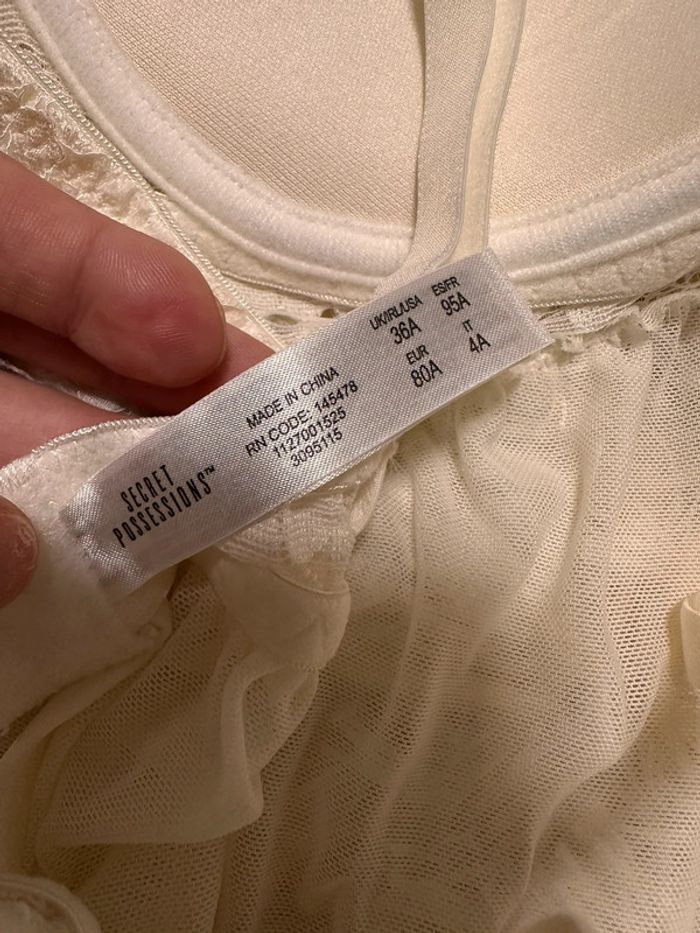 SECRET
POSSESSIONS™
MADE IN CHINA
RN CODE: 145478
1127001525
3095115
UK/IRL/USA
36A
EUR
80A
ES/FR
95A
IT
4A